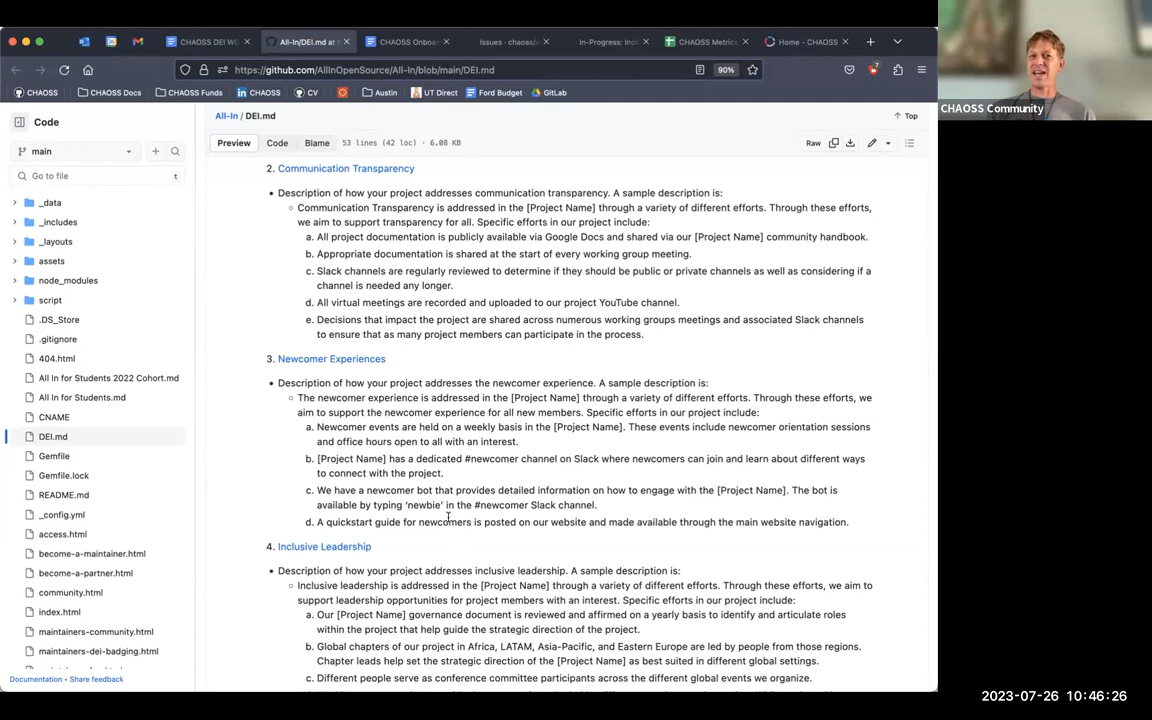 CHAOSS DEI WG
All-In/DEI.md at
CHAOSS Onboa
Issues · chaoss/w
In-Progress: Incl
CHAOSS Metrics
Home - CHAOSS
https://github.com/AllInOpenSource/All-In/blob/main/DEI.md
90%
7
CHAOSS
CHAOSS Docs
CHAOSS Funds
CHAOSS
CV
Austin
UT Direct
Ford Budget
GitLab
CHAOSS Community
Code
All-In / DEI.md
Top
main
Preview
Code
Blame
53 lines (42 loc) · 6.08 KB
Raw
Go to file
t
_data
_includes
_layouts
assets
node_modules
script
.DS_Store
.gitignore
404.html
All In for Students 2022 Cohort.md
All In for Students.md
CNAME
DEI.md
Gemfile
Gemfile.lock
README.md
_config.yml
access.html
become-a-maintainer.html
become-a-partner.html
community.html
index.html
maintainers-community.html
maintainers-dei-badging.html
Documentation • Share feedback
2. Communication Transparency
• Description of how your project addresses communication transparency. A sample description is:
Communication Transparency is addressed in the [Project Name] through a variety of different efforts. Through these efforts,
we aim to support transparency for all. Specific efforts in our project include:
a. All project documentation is publicly available via Google Docs and shared via our [Project Name] community handbook.
b. Appropriate documentation is shared at the start of every working group meeting.
c. Slack channels are regularly reviewed to determine if they should be public or private channels as well as considering if a
channel is needed any longer.
d. All virtual meetings are recorded and uploaded to our project YouTube channel.
e. Decisions that impact the project are shared across numerous working groups meetings and associated Slack channels
to ensure that as many project members can participate in the process.
3. Newcomer Experiences
• Description of how your project addresses the newcomer experience. A sample description is:
The newcomer experience is addressed in the [Project Name] through a variety of different efforts. Through these efforts, we
aim to support the newcomer experience for all new members. Specific efforts in our project include:
a. Newcomer events are held on a weekly basis in the [Project Name]. These events include newcomer orientation sessions
and office hours open to all with an interest.
b. [Project Name] has a dedicated #newcomer channel on Slack where newcomers can join and learn about different ways
to connect with the project.
c. We have a newcomer bot that provides detailed information on how to engage with the [Project Name]. The bot is
available by typing ‘newbie’ in the #newcomer Slack channel.
d. A quickstart guide for newcomers is posted on our website and made available through the main website navigation.
4. Inclusive Leadership
• Description of how your project addresses inclusive leadership. A sample description is:
Inclusive leadership is addressed in the [Project Name] through a variety of different efforts. Through these efforts, we aim to
support leadership opportunities for project members with an interest. Specific efforts in our project include:
a. Our [Project Name] governance document is reviewed and affirmed on a yearly basis to identify and articulate roles
within the project that help guide the strategic direction of the project.
b. Global chapters of our project in Africa, LATAM, Asia-Pacific, and Eastern Europe are led by people from those regions.
Chapter leads help set the strategic direction of the [Project Name] as best suited in different global settings.
c. Different people serve as conference committee participants across the different global events we organize.
2023-07-26 10:46:26